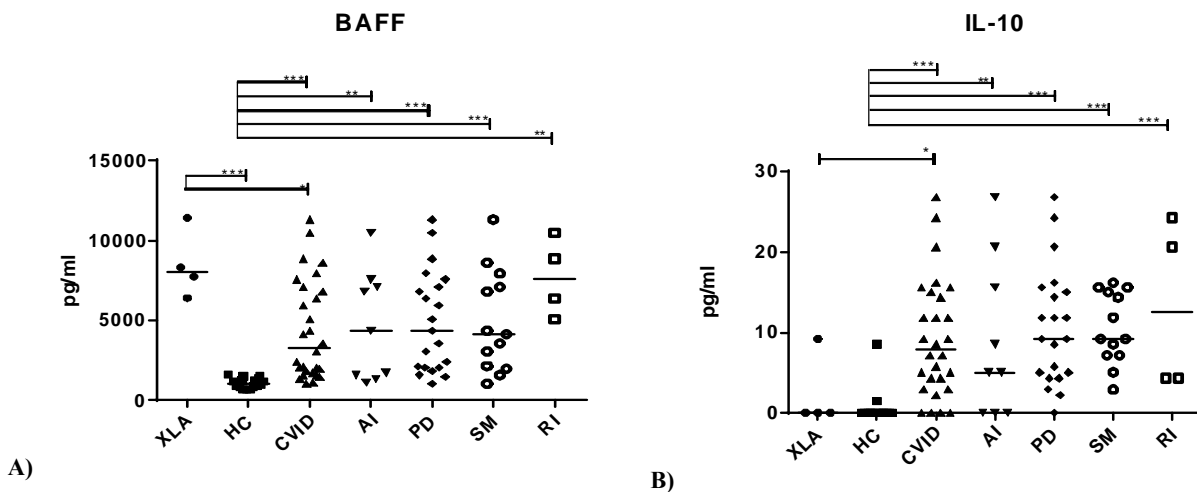 BAFF
***
**
***
***
**
***
*
15000
10000
5000
0
pg/ml
XLA
HC
CVID
AI
PD
SM
RI
A)
IL-10
***
**
***
***
***
*
30
20
10
0
pg/ml
XLA
HC
CVID
AI
PD
SM
RI
B)